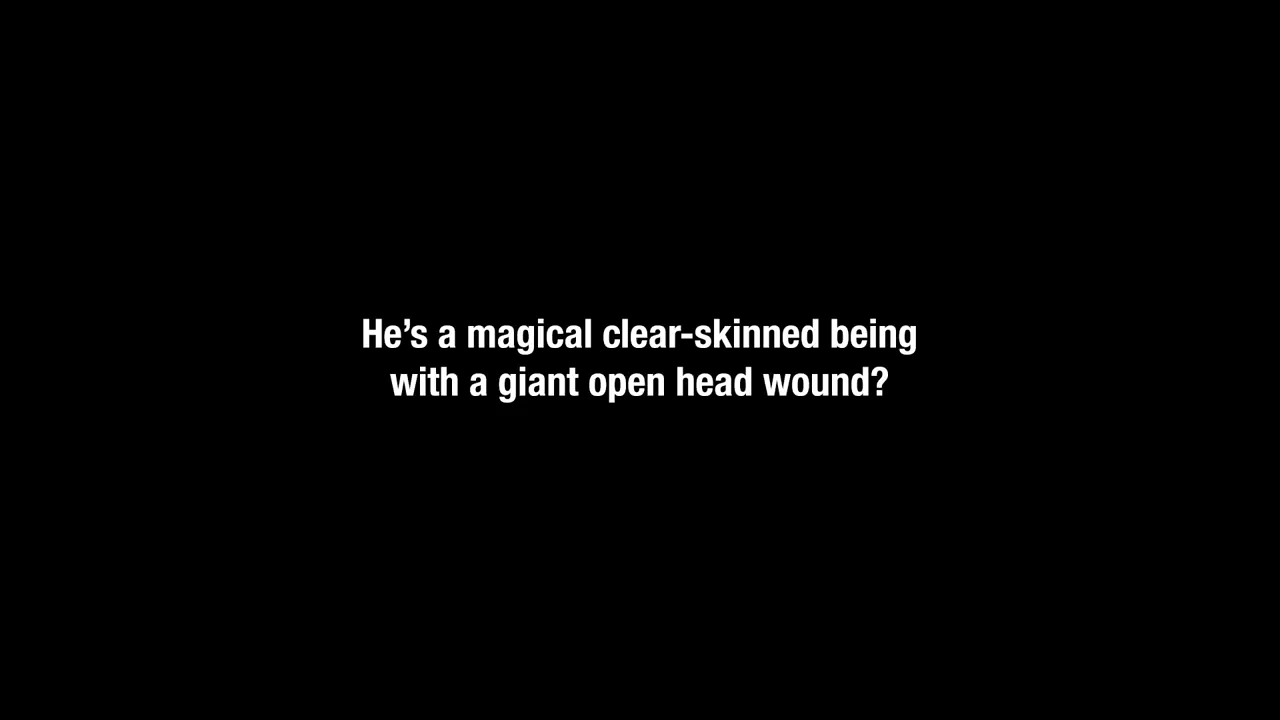 He’s a magical clear-skinned being
with a giant open head wound?